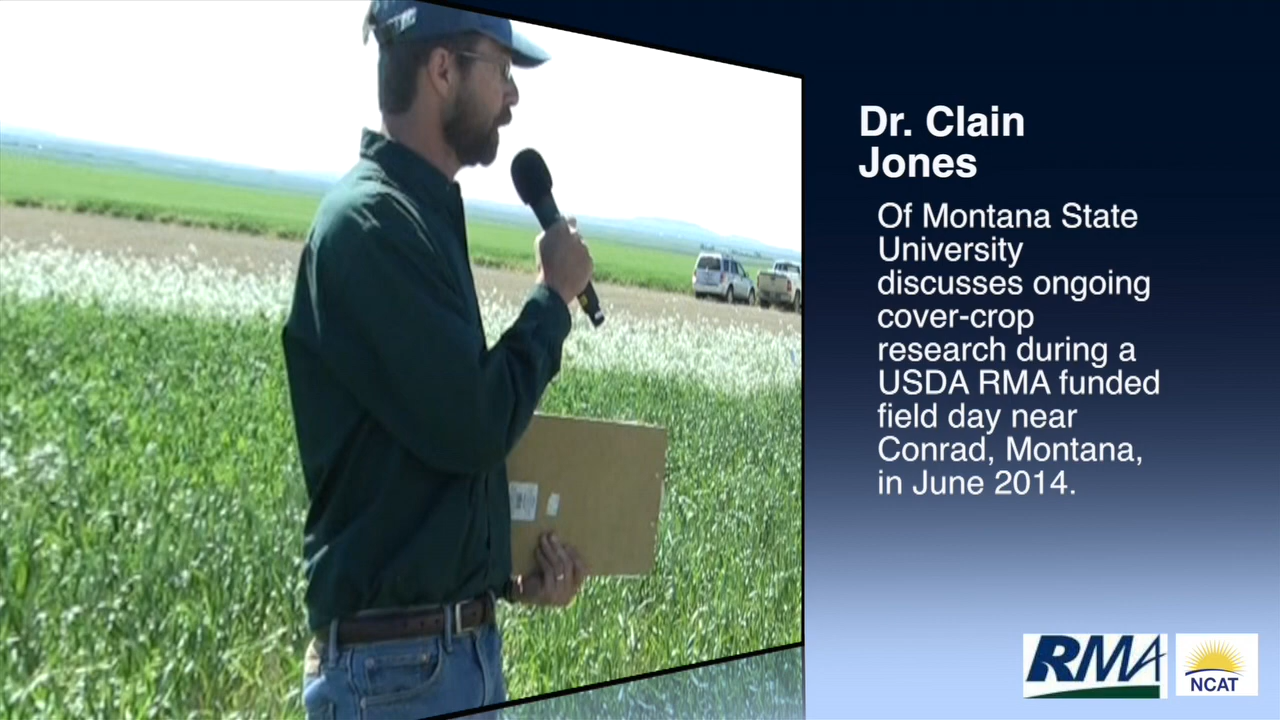 Dr. Clain
Jones
Of Montana State
University
discusses ongoing
cover-crop
research during a
USDA RMA funded
field day near
Conrad, Montana,
in June 2014.
RMA
NCAT